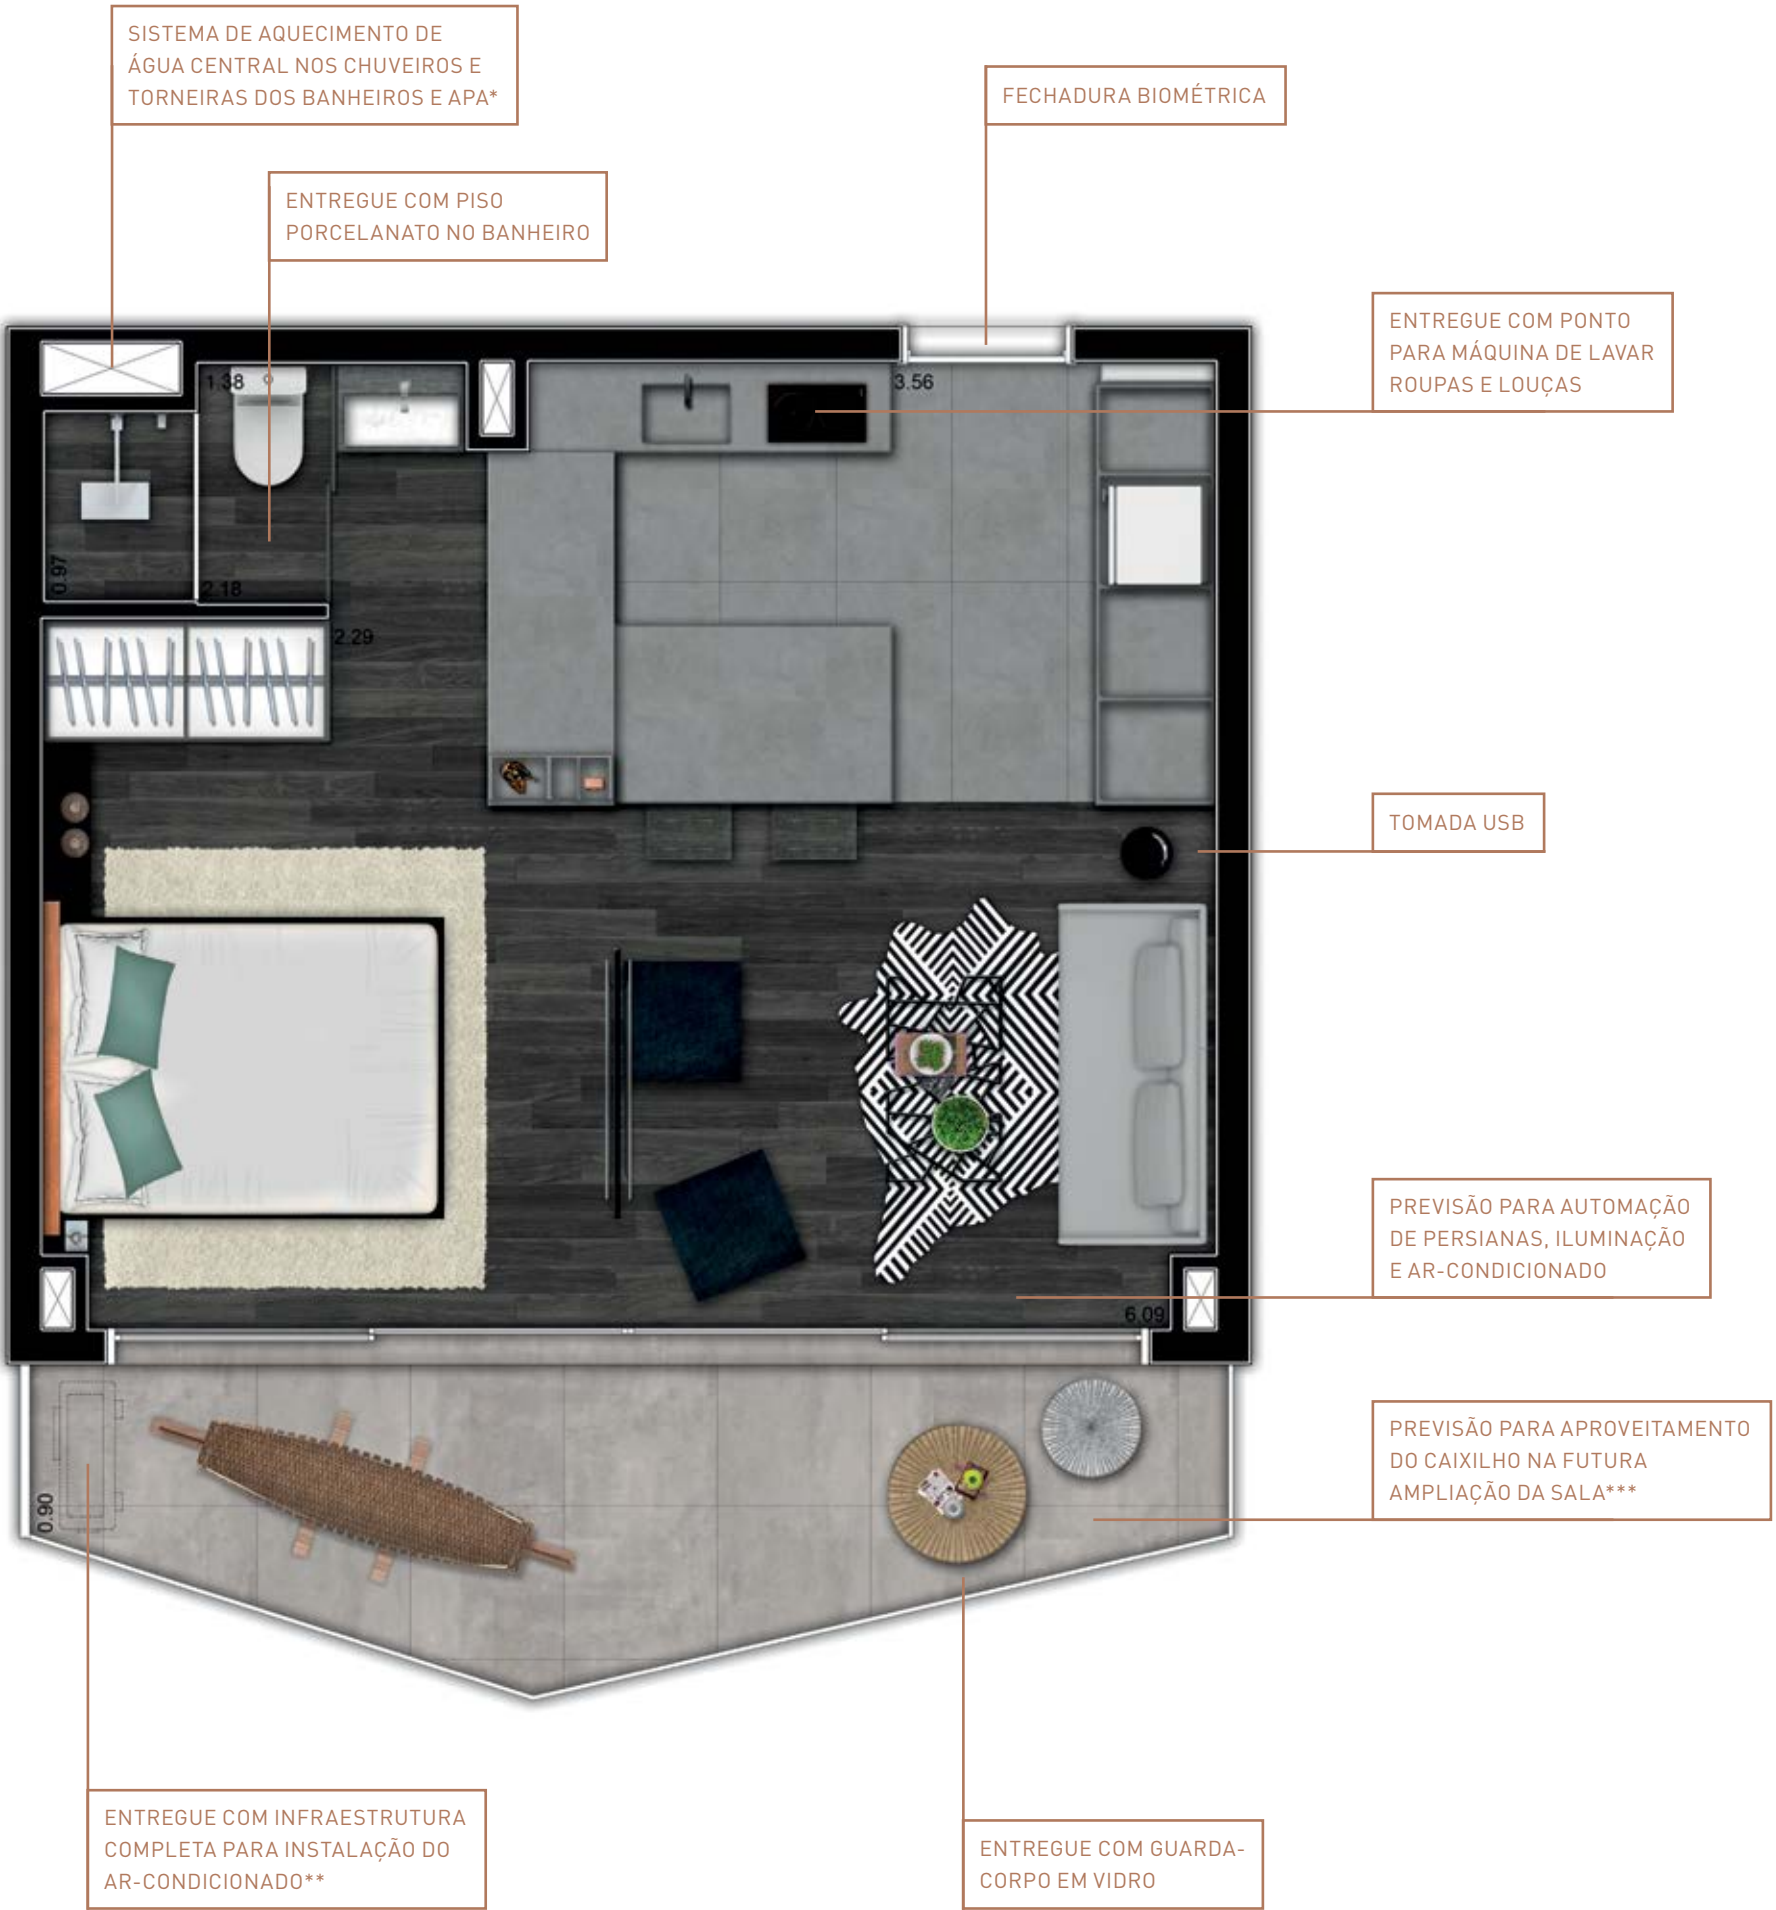 SISTEMA DE AQUECIMENTO DE
ÁGUA CENTRAL NOS CHUVEIROS E
TORNEIRAS DOS BANHEIROS E APA*
FECHADURA BIOMÉTRICA
ENTREGUE COM PISO
PORCELANATO NO BANHEIRO
ENTREGUE COM PONTO
PARA MÁQUINA DE LAVAR
ROUPAS E LOUÇAS
1.38
3.56
0.97
2.18
2.29
TOMADA USB
PREVISÃO PARA AUTOMAÇÃO
DE PERSIANAS, ILUMINAÇÃO
E AR-CONDICIONADO
6.09
PREVISÃO PARA APROVEITAMENTO
DO CAIXILHO NA FUTURA
AMPLIAÇÃO DA SALA***
0.90
ENTREGUE COM INFRAESTRUTURA
COMPLETA PARA INSTALAÇÃO DO
AR-CONDICIONADO**
ENTREGUE COM GUARDA-
CORPO EM VIDRO